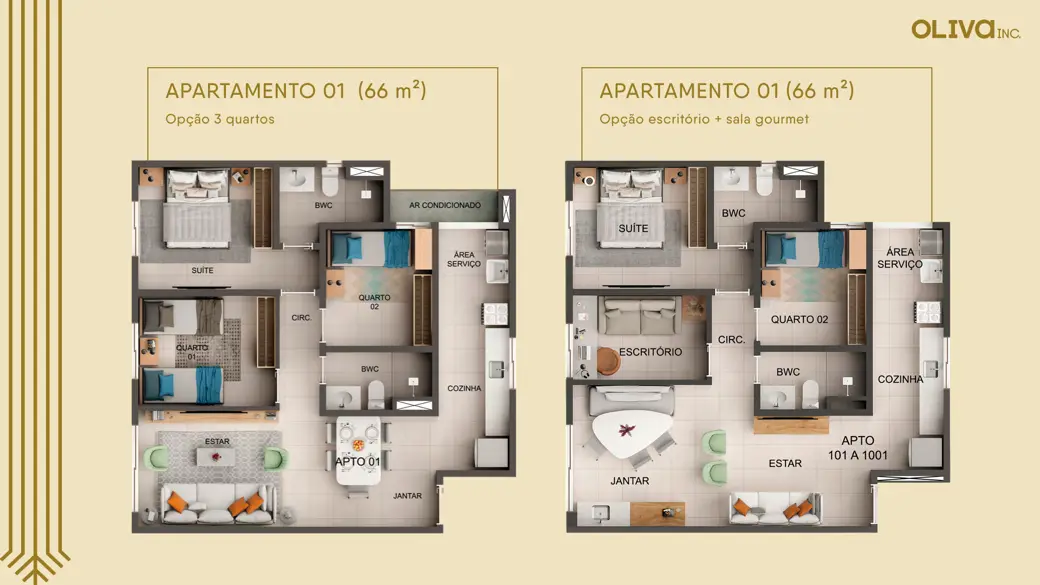 OLIVA INC.
APARTAMENTO 01 (66 m²)
Opção 3 quartos
BWC
AR CONDICIONADO
SUÍTE
ÁREA
SERVIÇO
QUARTO
02
CIRC.
QUARTO
01
BWC
COZINHA
ESTAR
APTO 01
JANTAR
APARTAMENTO 01 (66 m²)
Opção escritório + sala gourmet
BWC
SUÍTE
ÁREA
SERVIÇO
QUARTO 02
CIRC.
ESCRITÓRIO
BWC
COZINHA
APTO
101 A 1001
ESTAR
JANTAR